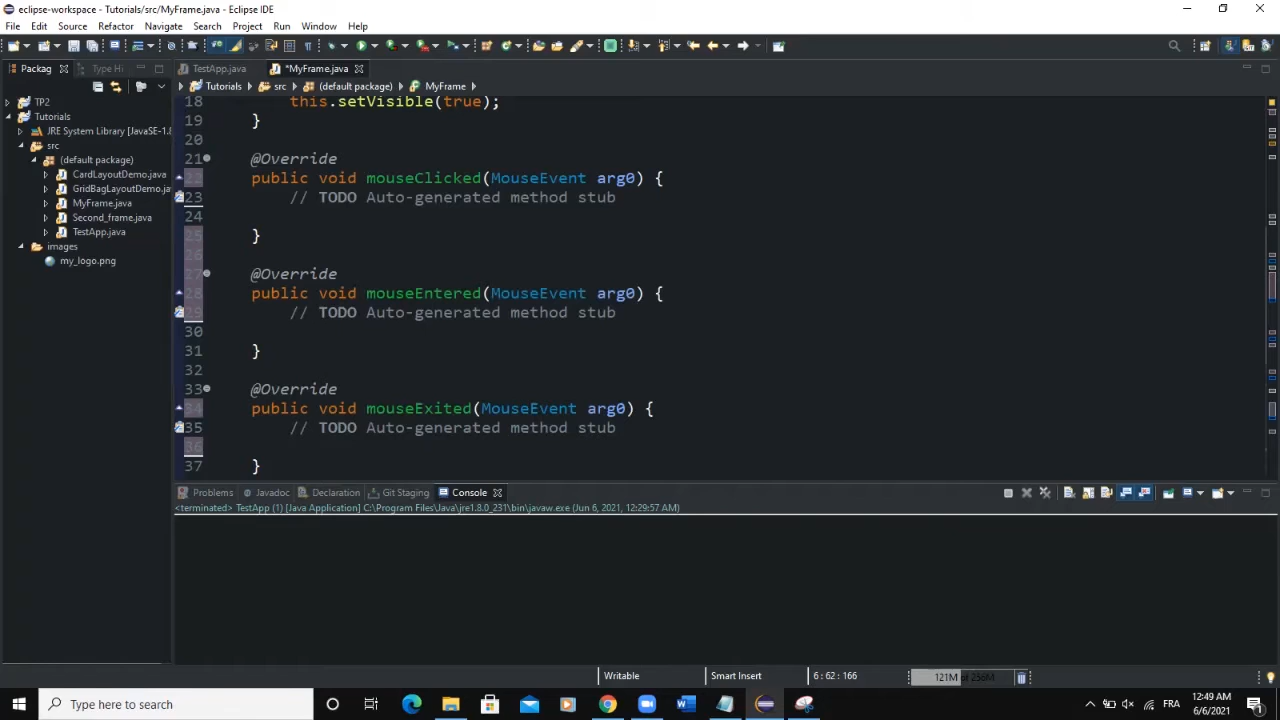 eclipse-workspace - Tutorials/src/MyFrame.java - Eclipse IDE
File Edit Source Refactor Navigate Search Project Run Window Help
Packag Type Hi TestApp.java *MyFrame.java
Tutorials src (default package) MyFrame
TP2
Tutorials
JRE System Library [JavaSE-1.
src
(default package)
CardLayoutDemo.java
GridBagLayoutDemo.ja
MyFrame.java
Second_frame.java
TestApp.java
images
my_logo.png
18 this.setVisible(true);
19 }
20
21 @Override
22 public void mouseClicked(MouseEvent arg0) {
23 // TODO Auto-generated method stub
24
25 }
26
27 @Override
28 public void mouseEntered(MouseEvent arg0) {
29 // TODO Auto-generated method stub
30
31 }
32
33 @Override
34 public void mouseExited(MouseEvent arg0) {
35 // TODO Auto-generated method stub
36
37 }
Problems Javadoc Declaration Git Staging Console
<terminated> TestApp (1) [Java Application] C:\Program Files\Java\jre1.8.0_231\bin\javaw.exe (Jun 6, 2021, 12:29:57 AM)
Writable Smart Insert 6 : 62 : 166 121M of 256M
Type here to search
FRA
12:49 AM
6/6/2021
1